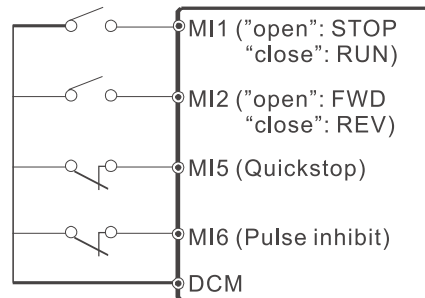 MI1 ("open": STOP
"close": RUN)
MI2 ("open": FWD
"close": REV)
MI5 (Quickstop)
MI6 (Pulse inhibit)
DCM